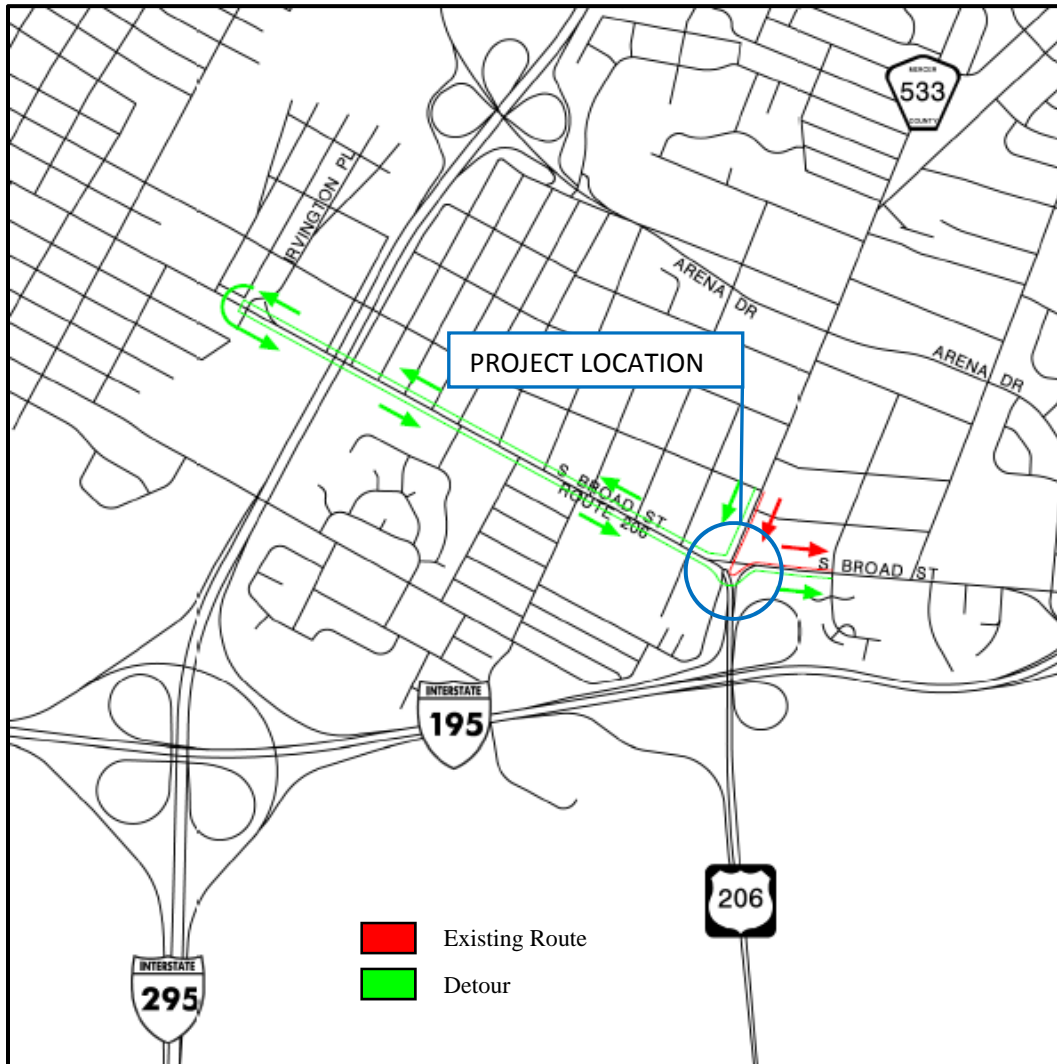 MERCER
533
COUNTY
IRVINGTON PL
ARENA DR
PROJECT LOCATION
ARENA DR
S BROAD ST
ROUTE 206
S BROAD ST
INTERSTATE
195
206
Existing Route
INTERSTATE
295
Detour